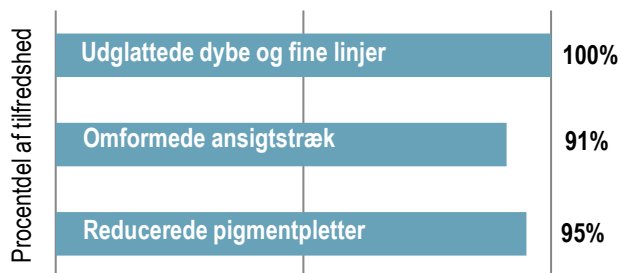 Procentdel af tilfredshed
Udglattede dybe og fine linjer
100%
Omformede ansigtstræk
91%
Reducerede pigmentpletter
95%